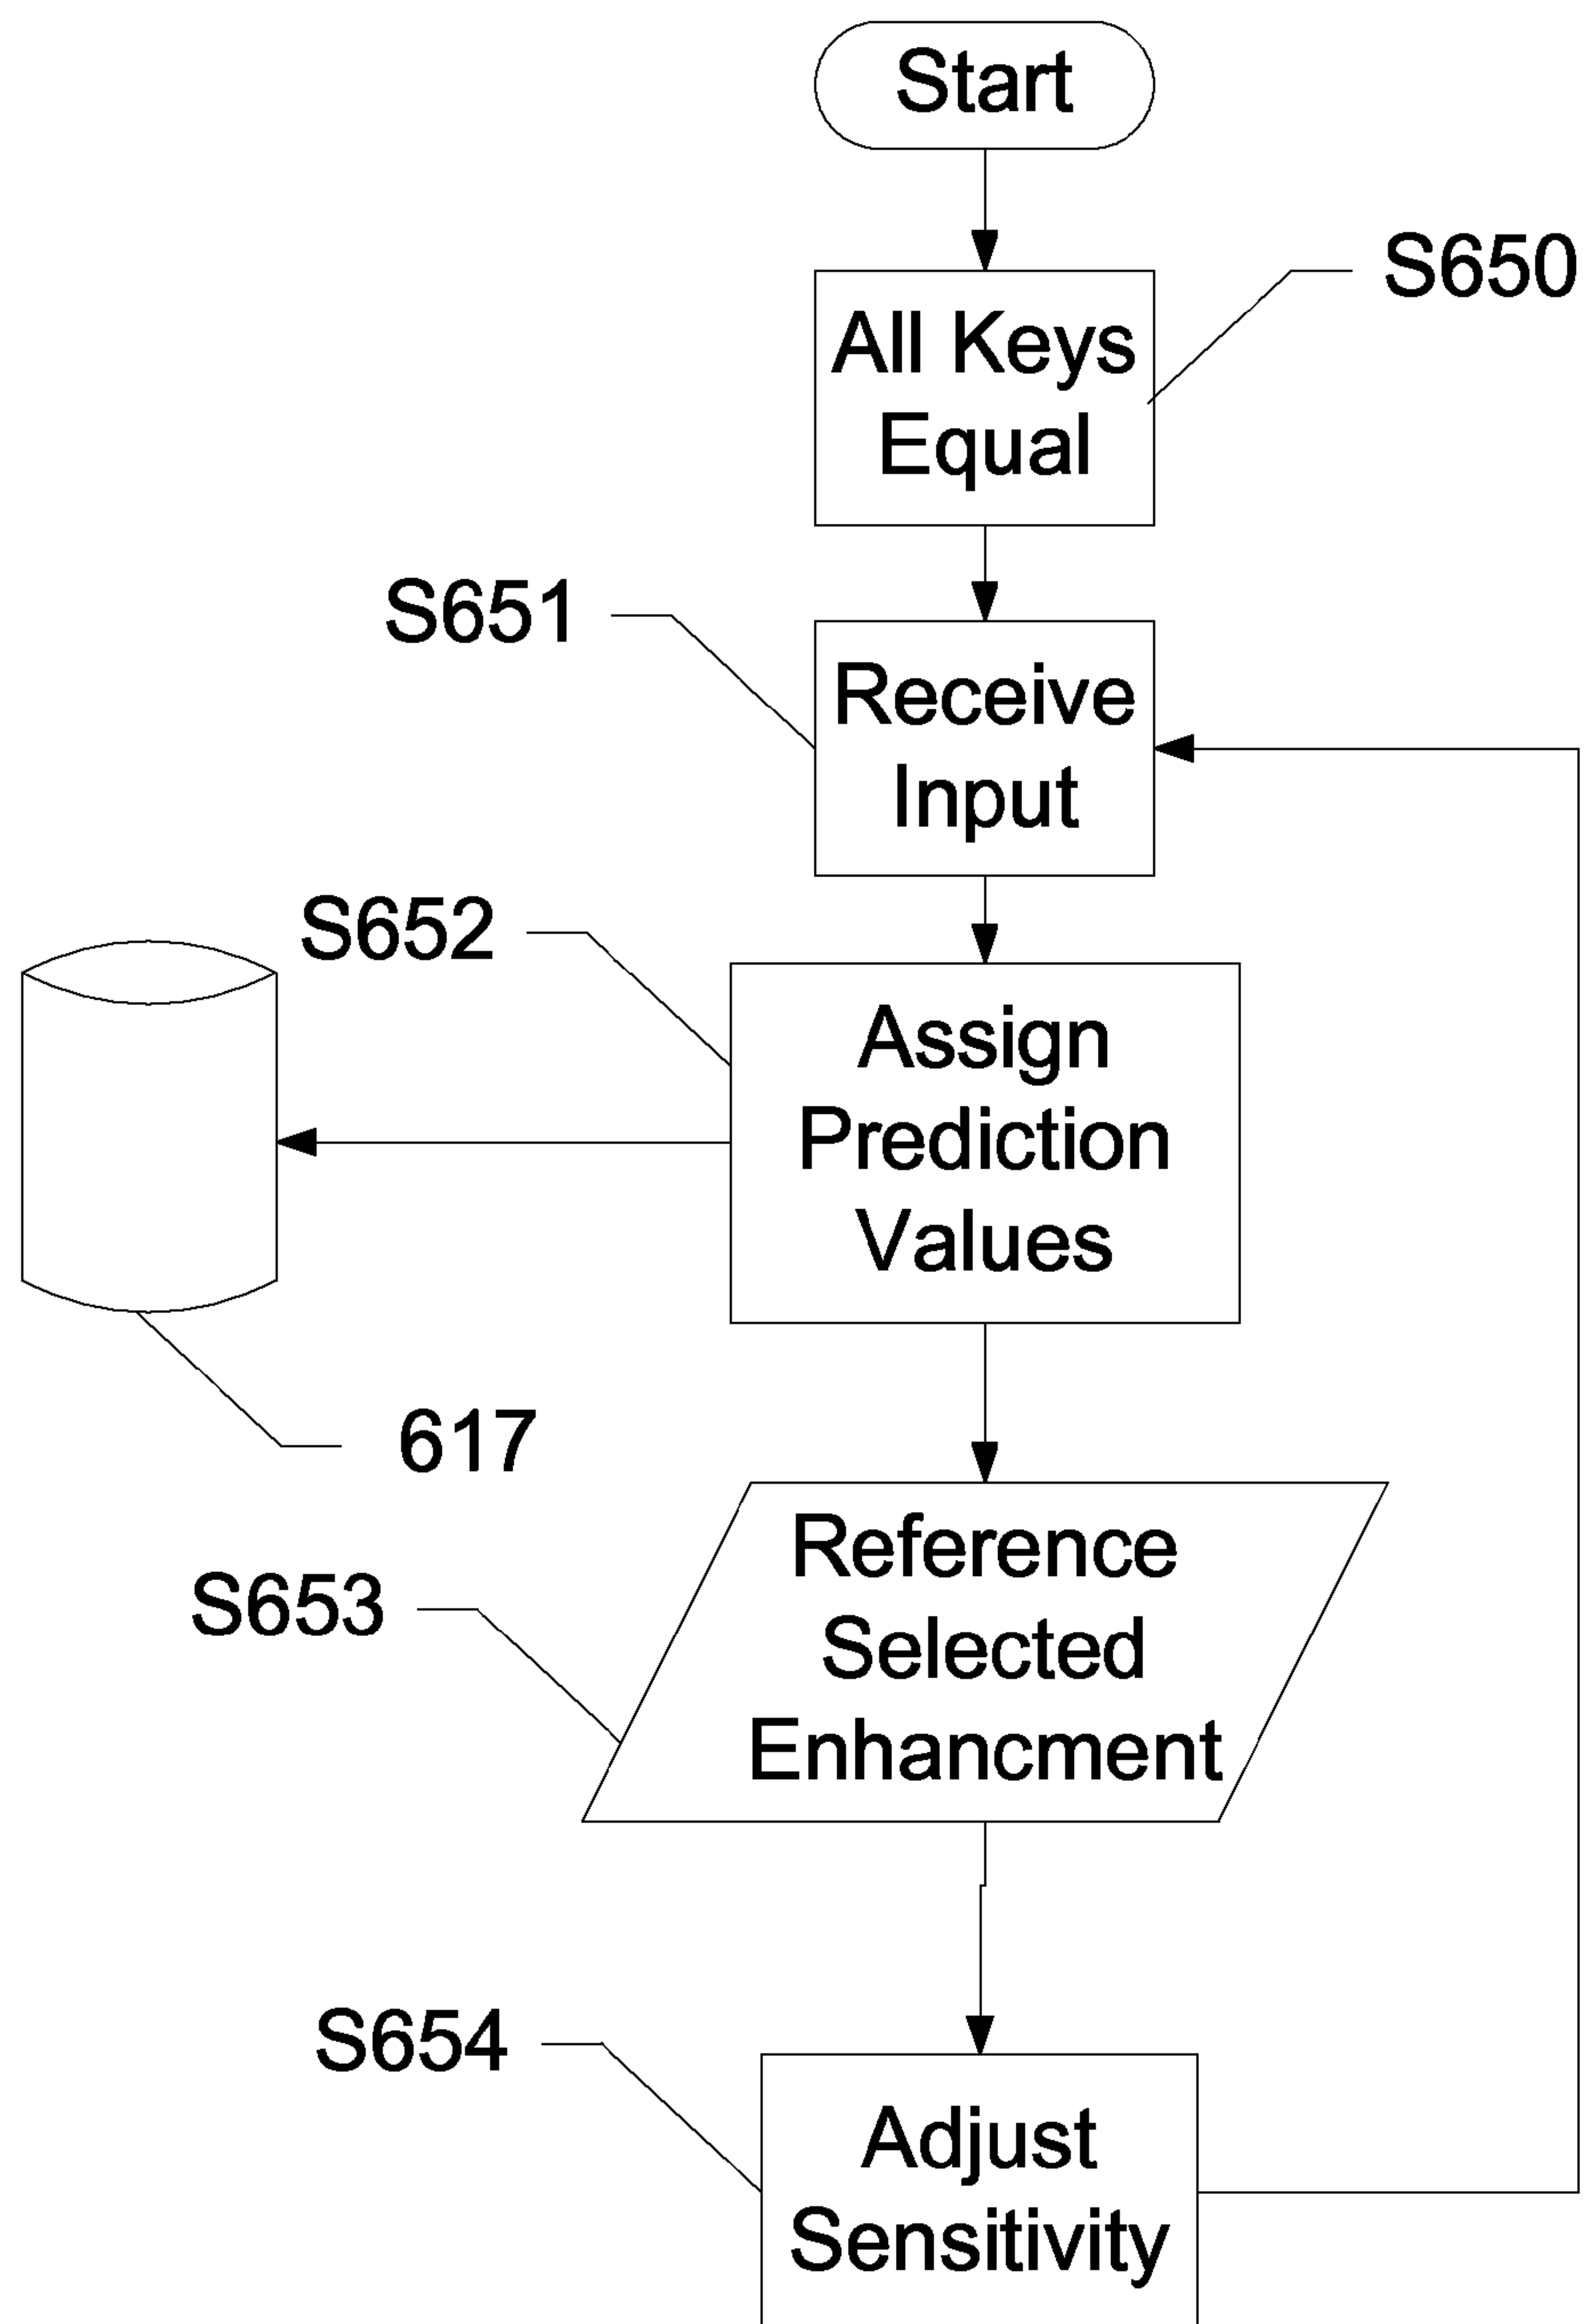 Start
S650
All Keys
Equal
S651
Receive
Input
S652
Assign
Prediction
Values
617
Reference
Selected
Enhancment
S653
S654
Adjust
Sensitivity